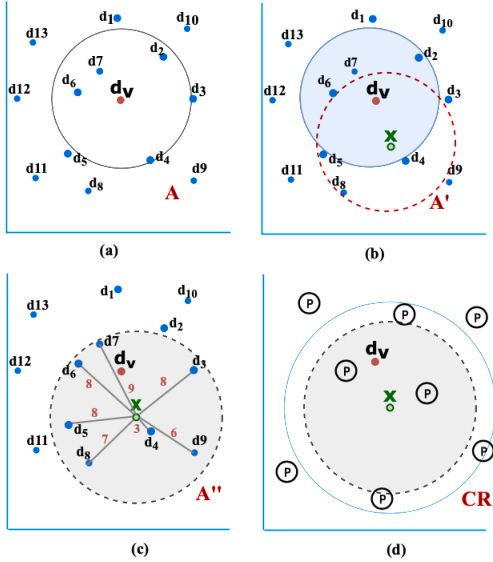 d1
d10
d13
d2
d7
d6
dv
d3
d12
d5
d4
d11
d9
d8
A
(a)
d1
d10
d13
d2
d7
d6
dv
d3
d12
x
d5
d4
d11
d9
d8
A'
(b)
d1
d10
d13
d2
d7
dv
d3
d6
d12
8
9
8
x
8
3
6
d5
d4
d11
7
d9
d8
A''
(c)
P
P
P
dv
P
P
x
P
P
P
CR
(d)